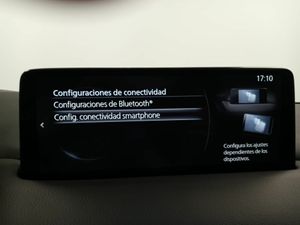 17:10
Configuraciones de conectividad
Configuraciones de Bluetooth®
Config. conectividad smartphone
Configura los ajustes
dependientes de los
dispositivos.